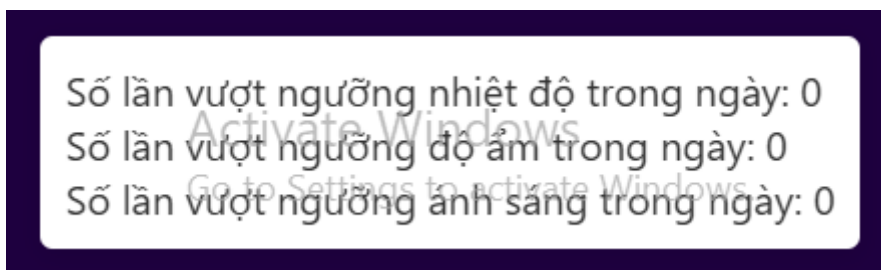 Số lần vượt ngưỡng nhiệt độ trong ngày: 0
Activate Windows
Số lần vượt ngưỡng độ ẩm trong ngày: 0
Go to Settings to activate Windows.
Số lần vượt ngưỡng ánh sáng trong ngày: 0